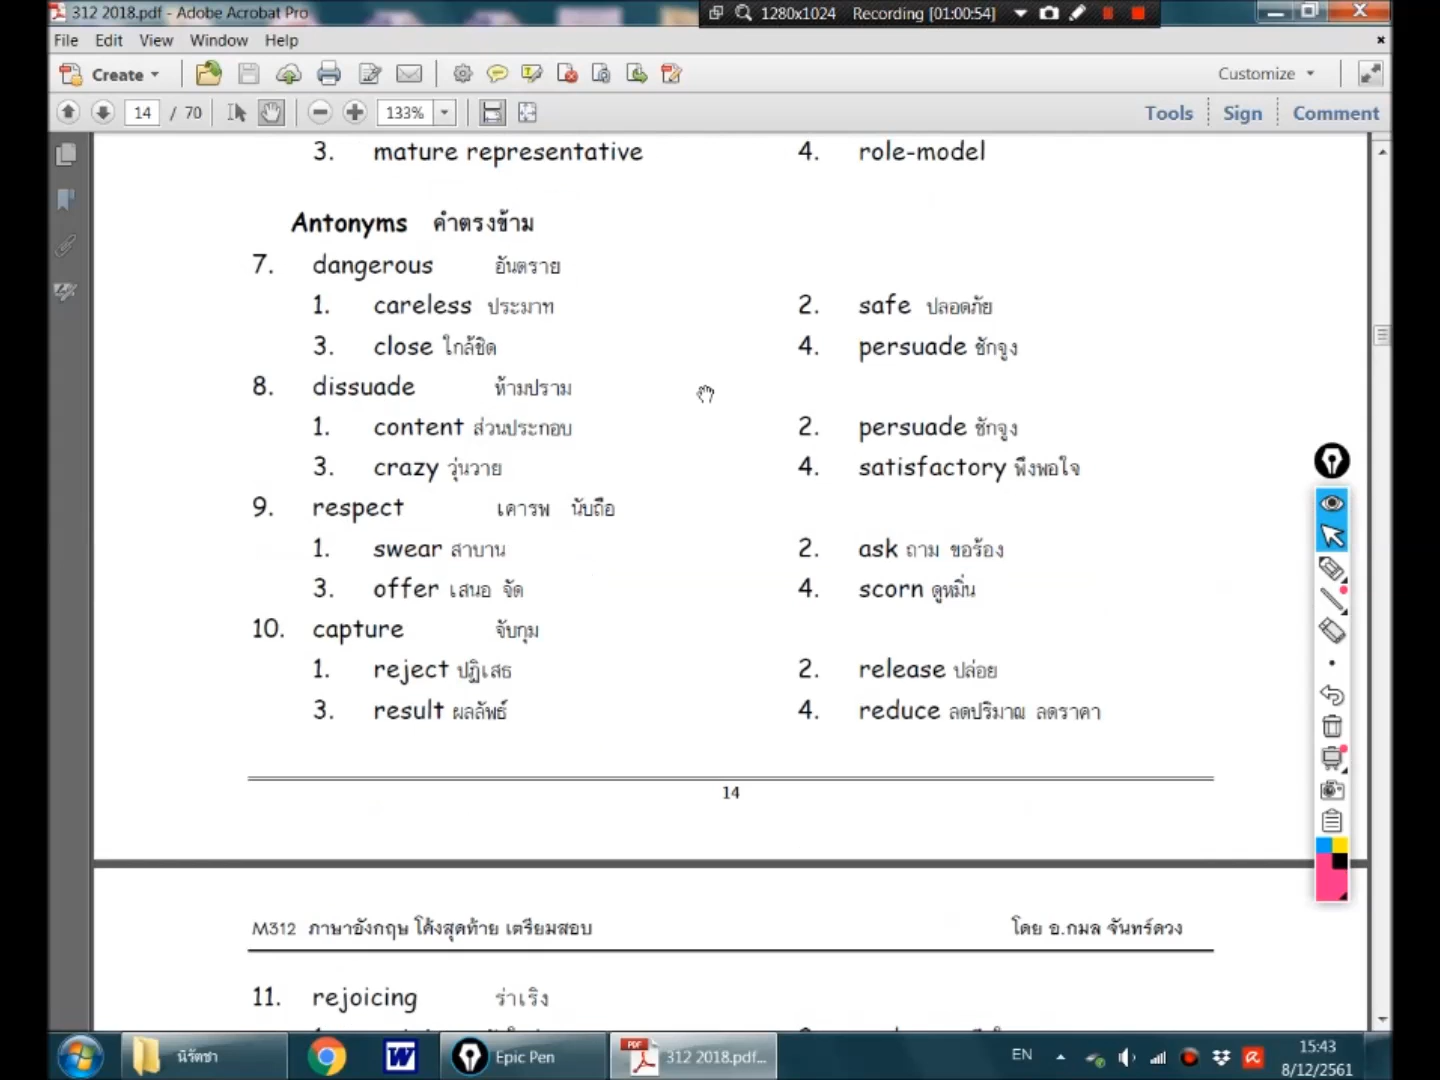 312 2018.pdf - Adobe Acrobat Pro
1280x1024 Recording [01:00:54]
File Edit View Window Help
Create Customize
14 / 70 133% Tools Sign Comment
3. mature representative 4. role-model
Antonyms คำตรงข้าม
7. dangerous อันตราย
1. careless ประมาท 2. safe ปลอดภัย
3. close ใกล้ชิด 4. persuade ชักจูง
8. dissuade ห้ามปราม
1. content ส่วนประกอบ 2. persuade ชักจูง
3. crazy วุ่นวาย 4. satisfactory พึงพอใจ
9. respect เคารพ นับถือ
1. swear สาบาน 2. ask ถาม ขอร้อง
3. offer เสนอ จัด 4. scorn ดูหมิ่น
10. capture จับกุม
1. reject ปฏิเสธ 2. release ปล่อย
3. result ผลลัพธ์ 4. reduce ลดปริมาณ ลดราคา
14
M312 ภาษาอังกฤษ โค้งสุดท้าย เตรียมสอบ โดย อ.กมล จันทร์ดวง
11. rejoicing ร่าเริง
นิรัตชา Epic Pen 312 2018.pdf... EN 15:43
8/12/2561